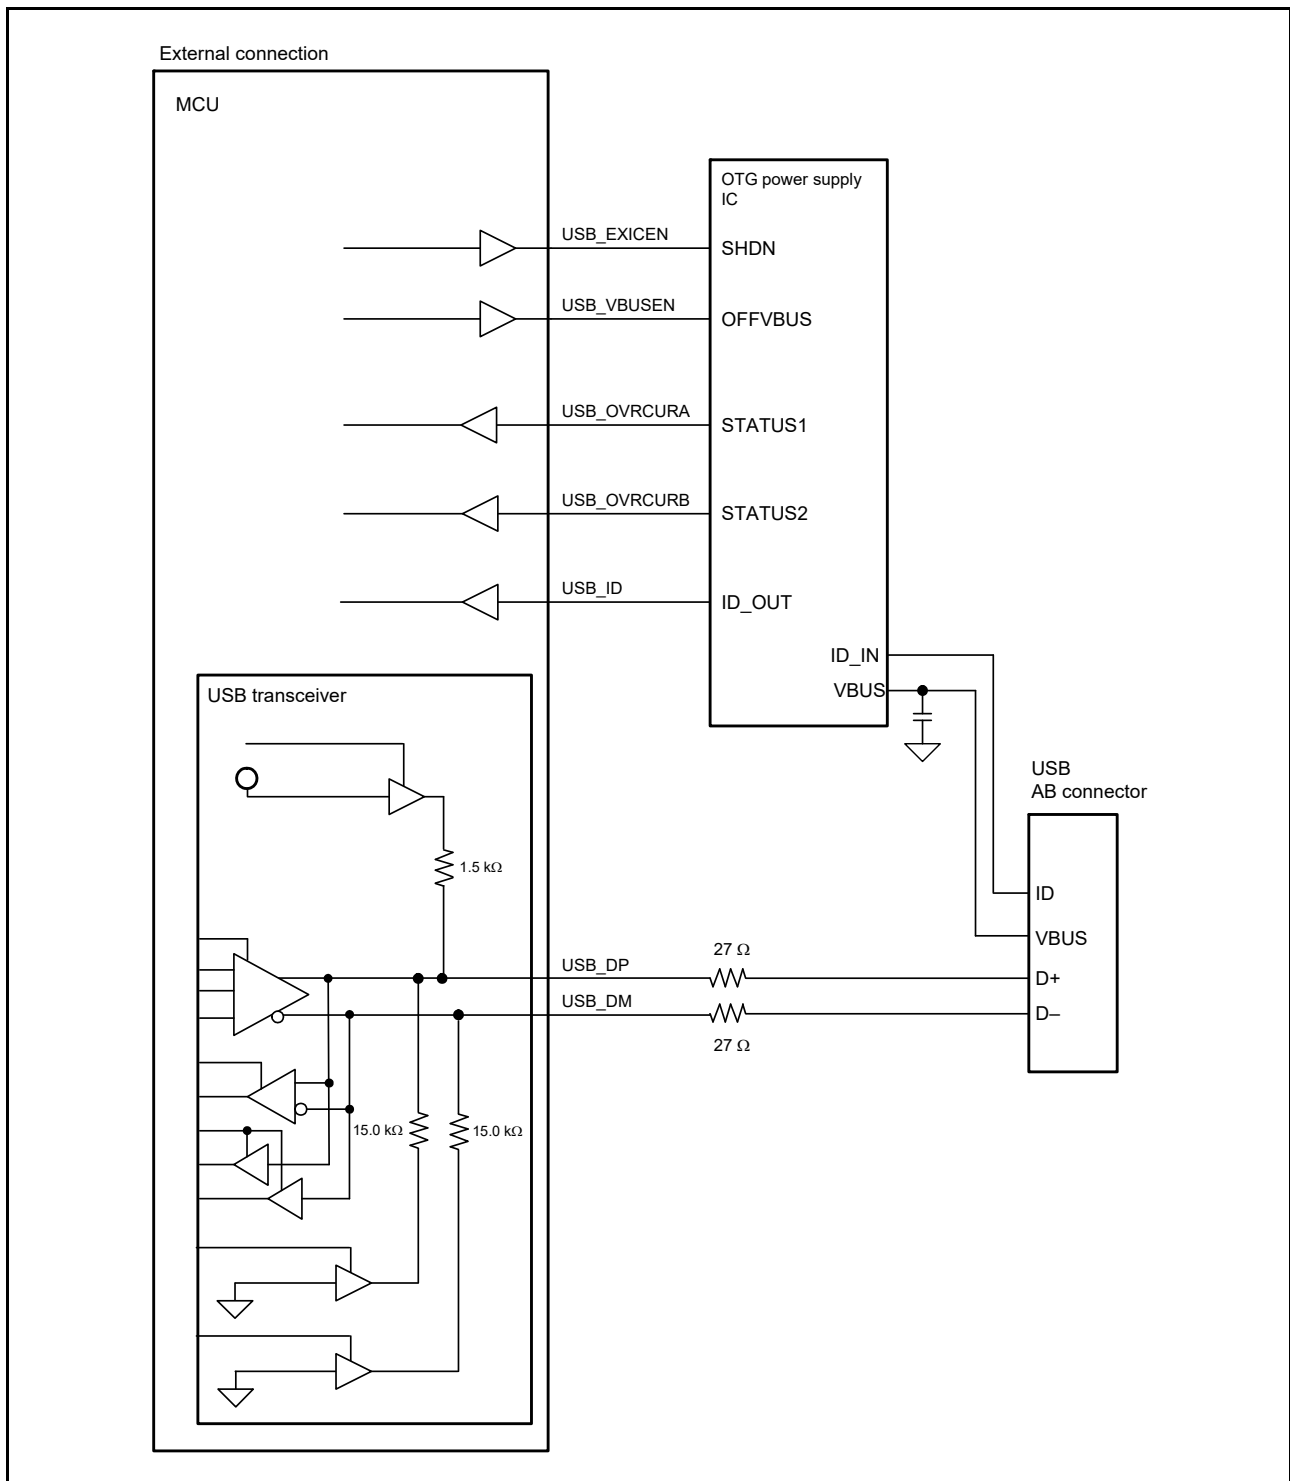 External connection
MCU
OTG power supply
IC
USB_EXICEN
SHDN
USB_VBUSEN
OFFVBUS
USB_OVRCURA
STATUS1
USB_OVRCURB
STATUS2
USB_ID
ID_OUT
ID_IN
VBUS
USB transceiver
USB
AB connector
1.5 kΩ
ID
VBUS
27 Ω
USB_DP
D+
USB_DM
D–
27 Ω
15.0 kΩ
15.0 kΩ